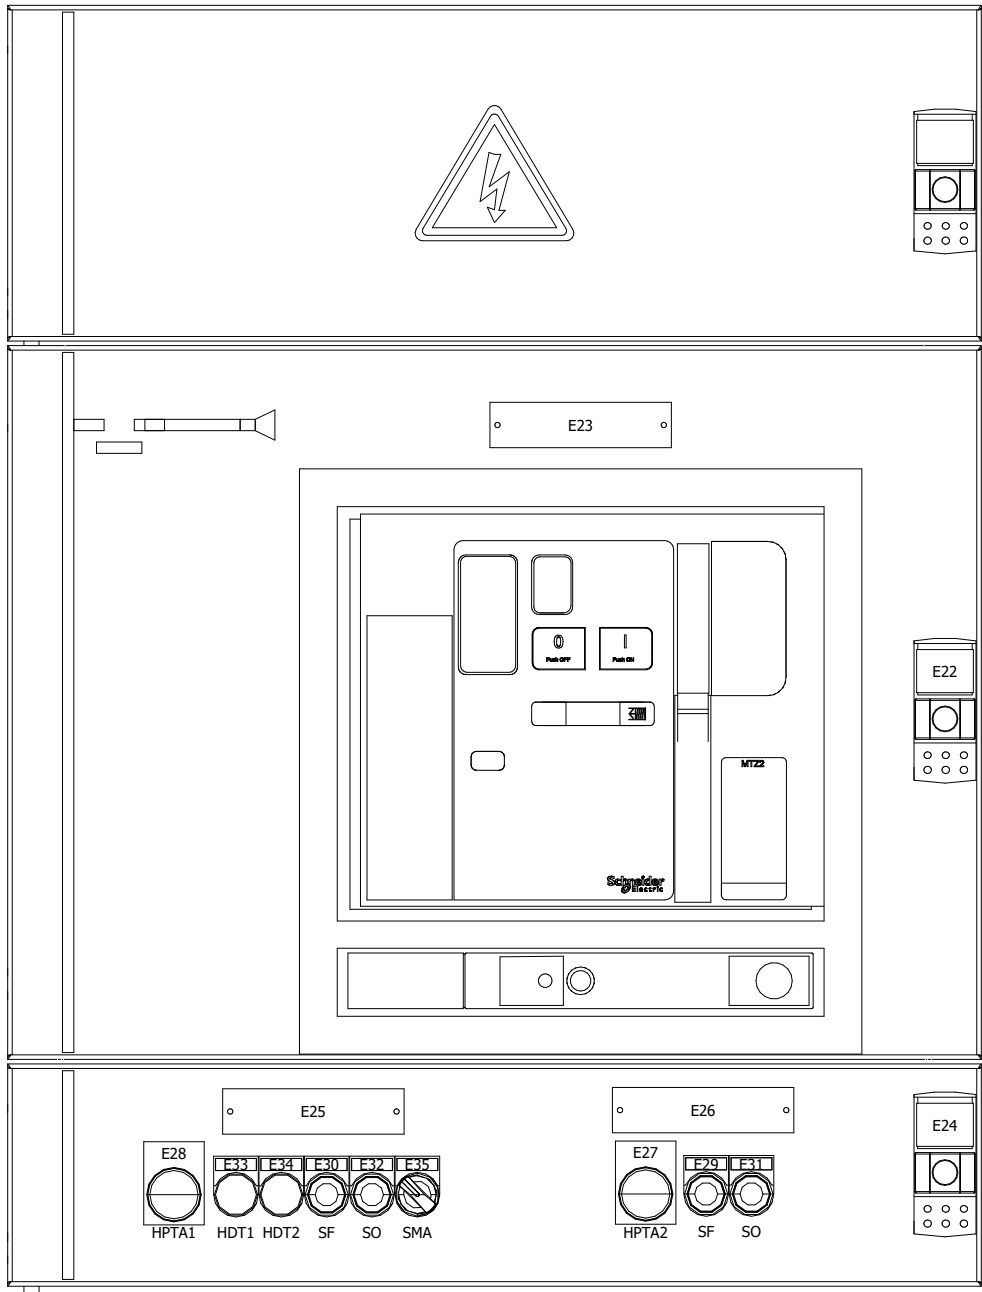 E23
O I
Push OFF Push ON
E22
MTZ2
Schneider
Electric
E25 E26
E24
E28 E27
E33 E34 E30 E32 E35 E29 E31
HPTA1 HDT1 HDT2 SF SO SMA HPTA2 SF SO